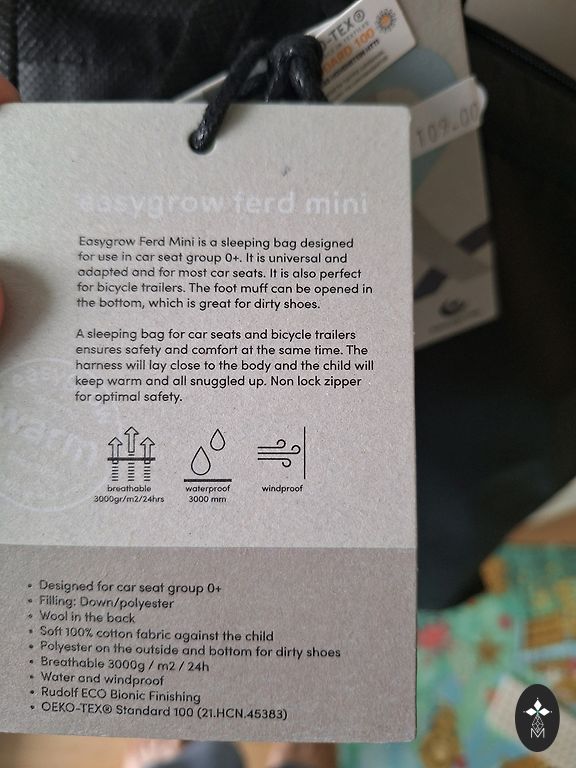 O-TEX®
DARD 100
109.00
easygrow ferd mini
Easygrow Ferd Mini is a sleeping bag designed
for use in car seat group 0+. It is universal and
adapted and for most car seats. It is also perfect
for bicycle trailers. The foot muff can be opened in
the bottom, which is great for dirty shoes.
A sleeping bag for car seats and bicycle trailers
ensures safety and comfort at the same time. The
harness will lay close to the body and the child will
keep warm and all snuggled up. Non lock zipper
for optimal safety.
warm
breathable
3000gr/m2/24hrs
waterproof
3000 mm
windproof
• Designed for car seat group 0+
• Filling: Down/polyester
• Wool in the back
• Soft 100% cotton fabric against the child
• Polyester on the outside and bottom for dirty shoes
• Breathable 3000g / m2 / 24h
• Water and windproof
• Rudolf ECO Bionic Finishing
• OEKO-TEX® Standard 100 (21.HCN.45383)
M